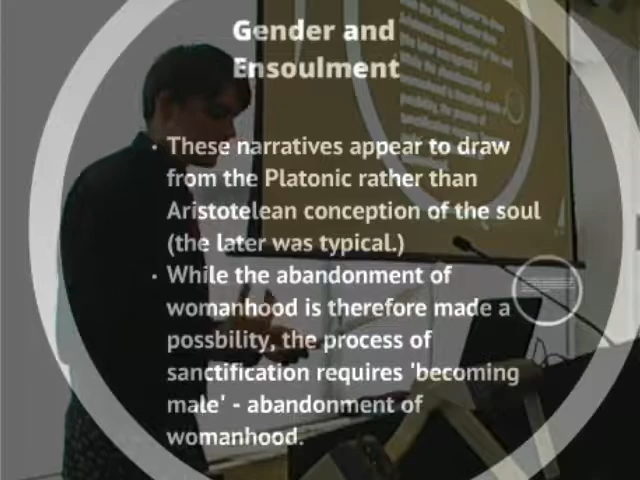 Gender and
Ensoulment
· These narratives appear to draw
from the Platonic rather than
Aristotelean conception of the soul
(the later was typical.)
· While the abandonment of
womanhood is therefore made a
possbility, the process of
sanctification requires 'becoming
male' - abandonment of
womanhood.